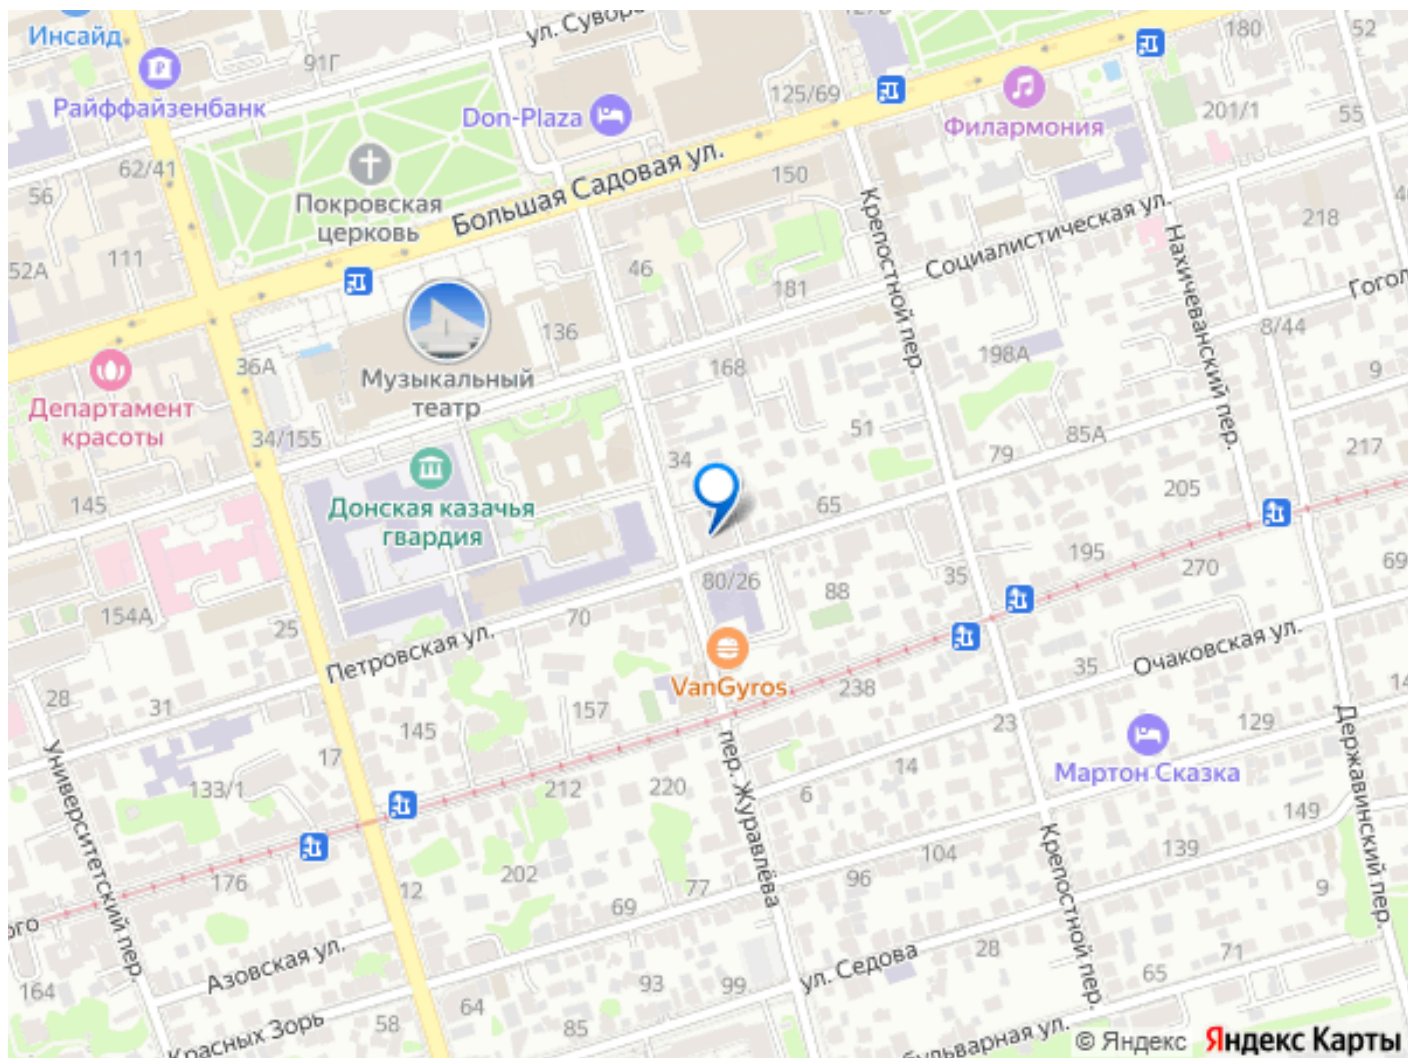 Инсайд
ул. Суворо
127В
180
52
91Г
Райффайзенбанк
Don-Plaza
125/69
Филармония
201/1
55
62/41
56
Покровская
церковь
Большая Садовая ул.
150
Крепостной пер.
Социалистическая ул.
Нахичеванский пер.
218
52А
111
46
181
Гогол
136
8/44
36А
Музыкальный
театр
168
198А
9
Департамент
красоты
34/155
51
85А
217
79
34
145
Донская казачья
гвардия
65
205
195
270
69
154А
25
70
80/26
88
35
Петровская ул.
VanGyros
238
35
Очаковская ул.
28
31
157
145
23
129
14
Университетский пер.
17
пер. Журавлёва
14
Мартон Сказка
Державинский пер.
133/1
212
220
6
149
Крепостной пер.
139
104
176
12
202
77
96
9
69
ого
Азовская ул.
ул. Седова
28
71
164
93
99
65
64
58
85
Красных Зорь
бульварная ул.
© Яндекс
Яндекс Карты